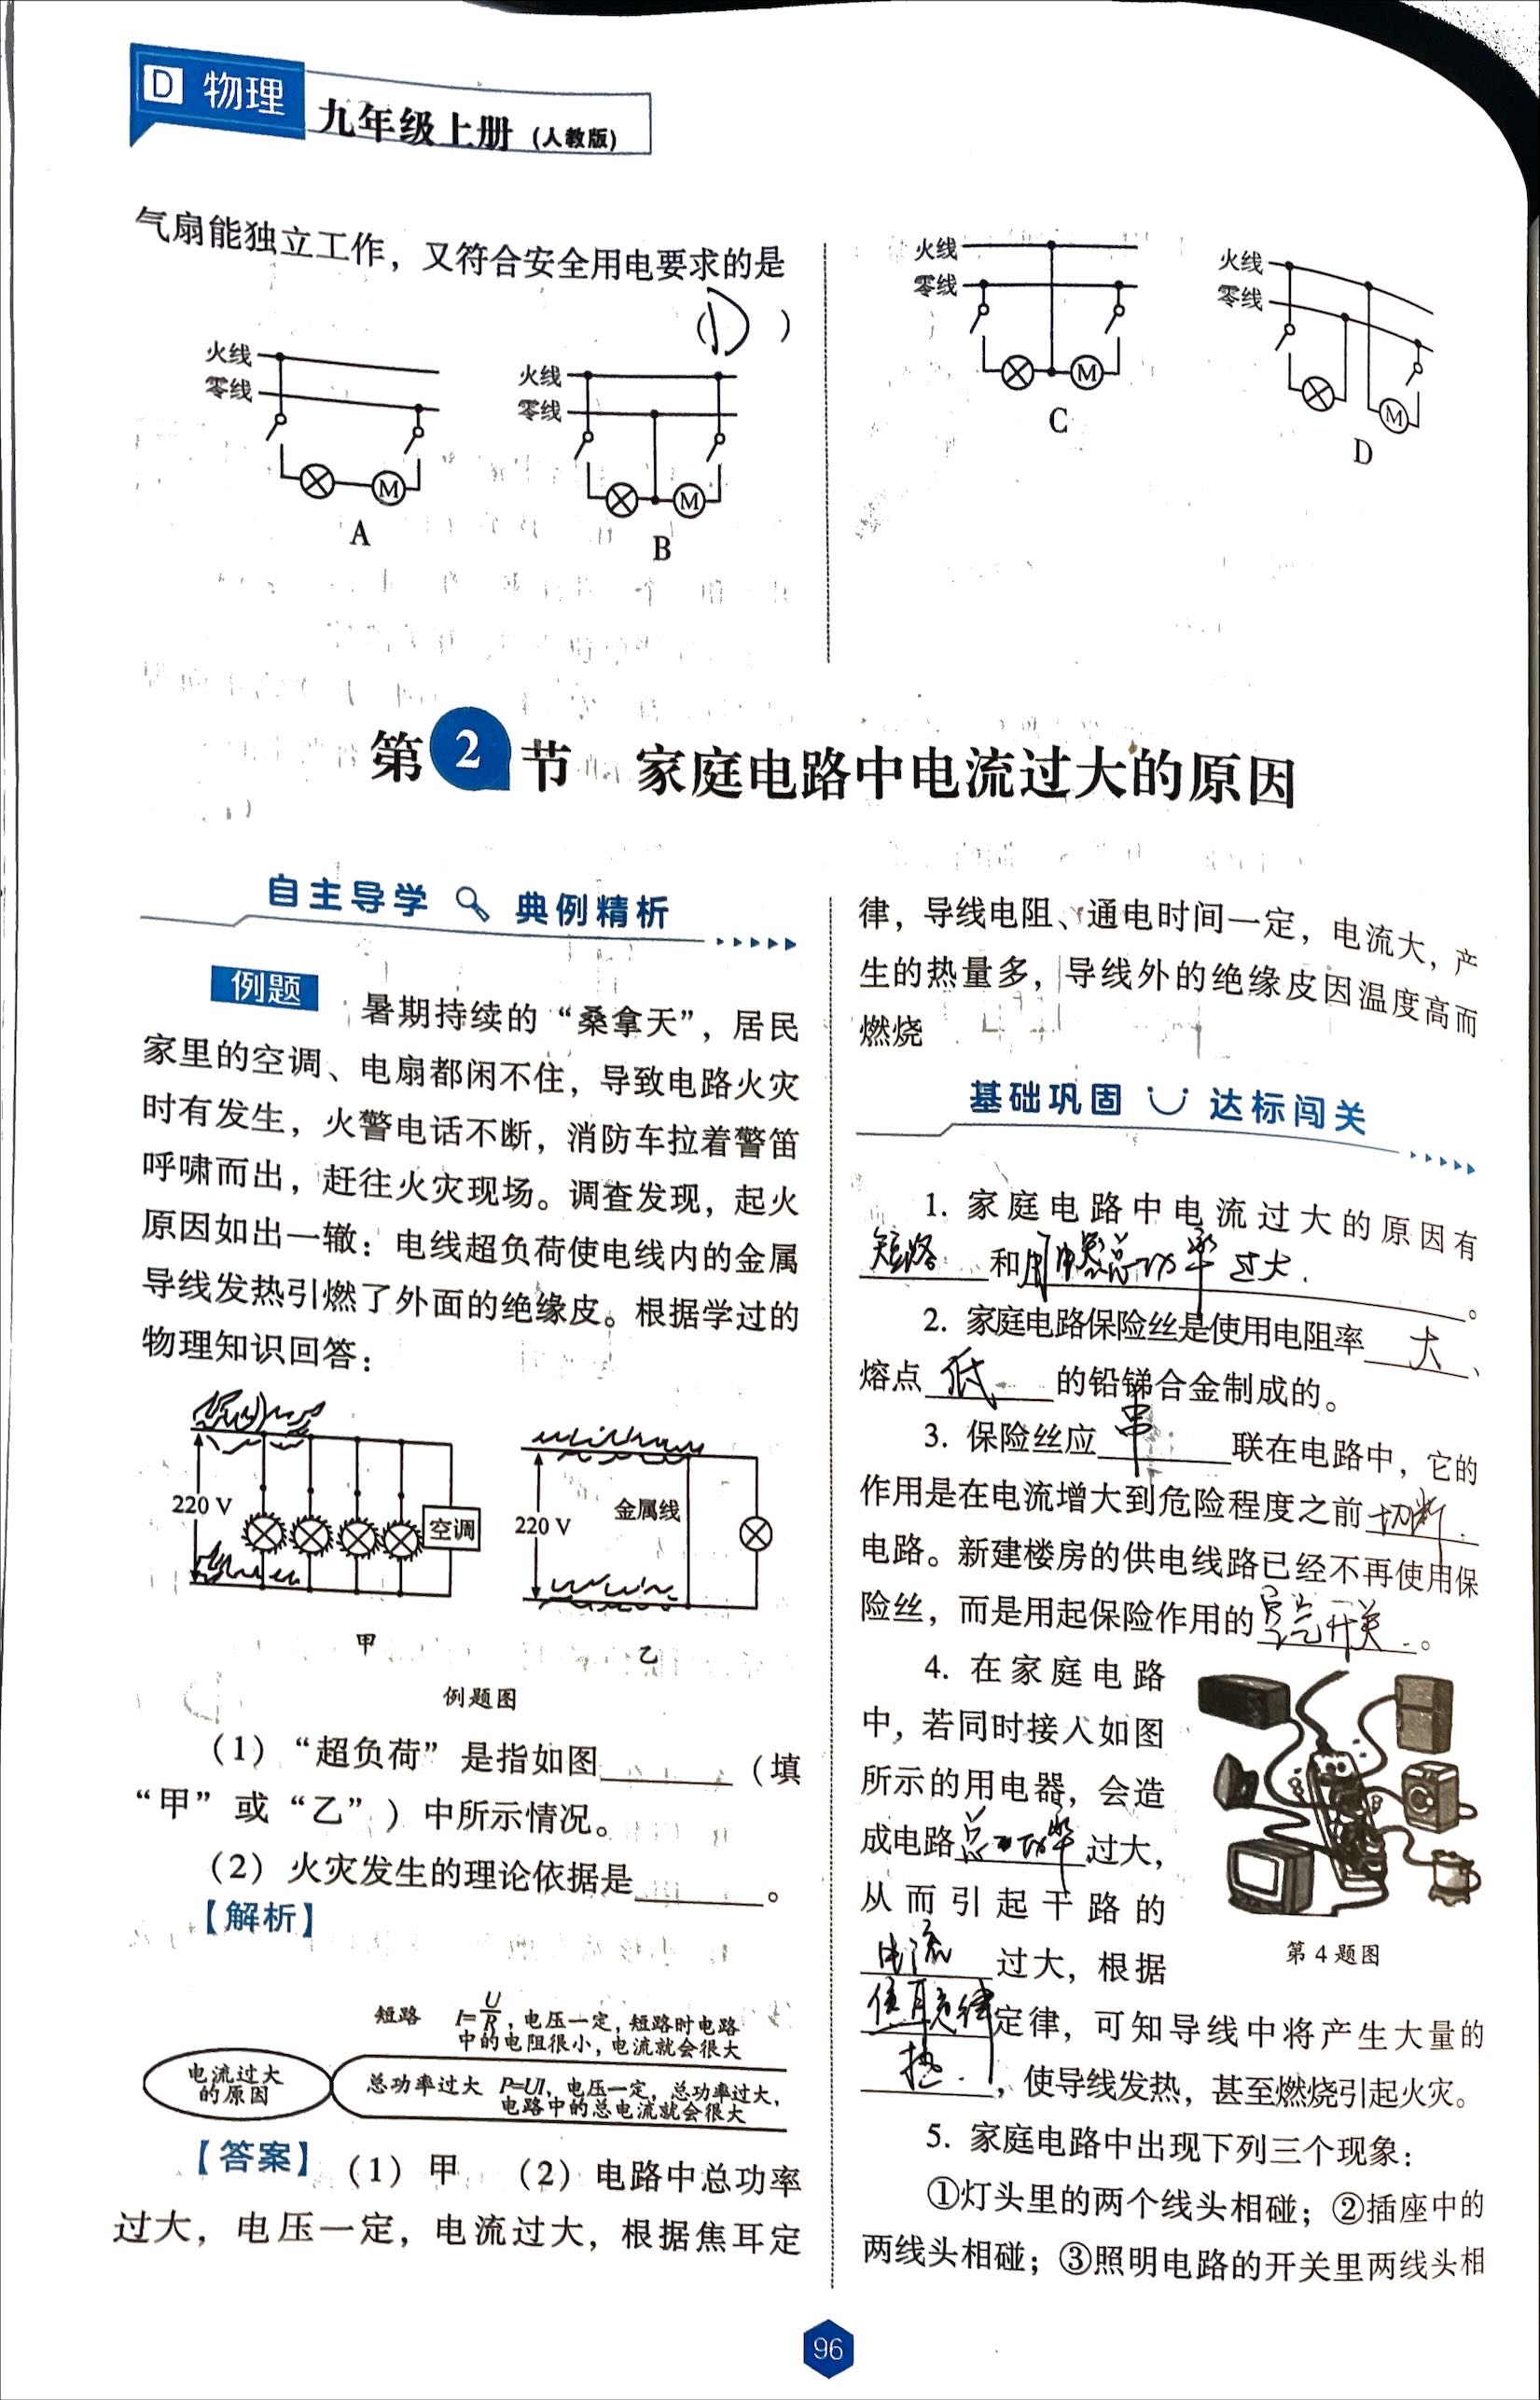 D 物理
九年级上册 (人教版)
气扇能独立工作，又符合安全用电要求的是
( D )
火线
零线
M
A
火线
零线
M
B
火线
零线
M
C
火线
零线
M
D
第2节 家庭电路中电流过大的原因
自主导学 典例精析
例题 暑期持续的“桑拿天”，居民
家里的空调、电扇都闲不住，导致电路火灾
时有发生，火警电话不断，消防车拉着警笛
呼啸而出，赶往火灾现场。调查发现，起火
原因如出一辙：电线超负荷使电线内的金属
导线发热引燃了外面的绝缘皮。根据学过的
物理知识回答：
220 V
空调
甲
220 V
金属线
乙
例题图
（1）“超负荷”是指如图______（填
“甲”或“乙”）中所示情况。
（2）火灾发生的理论依据是______。
【解析】
电流过大
的原因
短路 I=U/R，电压一定，短路时电路
中的电阻很小，电流就会很大
总功率过大 P=UI，电压一定，总功率过大，
电路中的总电流就会很大
【答案】（1）甲 （2）电路中总功率
过大，电压一定，电流过大，根据焦耳定
律，导线电阻、通电时间一定，电流大，产
生的热量多，导线外的绝缘皮因温度高而
燃烧
基础巩固 达标闯关
1. 家庭电路中电流过大的原因有
短路 和 用电器总功率过大。
2. 家庭电路保险丝是使用电阻率 大 、
熔点 低 的铅锑合金制成的。
3. 保险丝应 串 联在电路中，它的
作用是在电流增大到危险程度之前 切断
电路。新建楼房的供电线路已经不再使用保
险丝，而是用起保险作用的 空气开关 。
4. 在家庭电路
中，若同时接入如图
所示的用电器，会造
成电路 总功率 过大，
从而引起干路的
电流 过大，根据
焦耳定律，可知导线中将产生大量的
热 ，使导线发热，甚至燃烧引起火灾。
第4题图
5. 家庭电路中出现下列三个现象：
①灯头里的两个线头相碰；②插座中的
两线头相碰；③照明电路的开关里两线头相
96